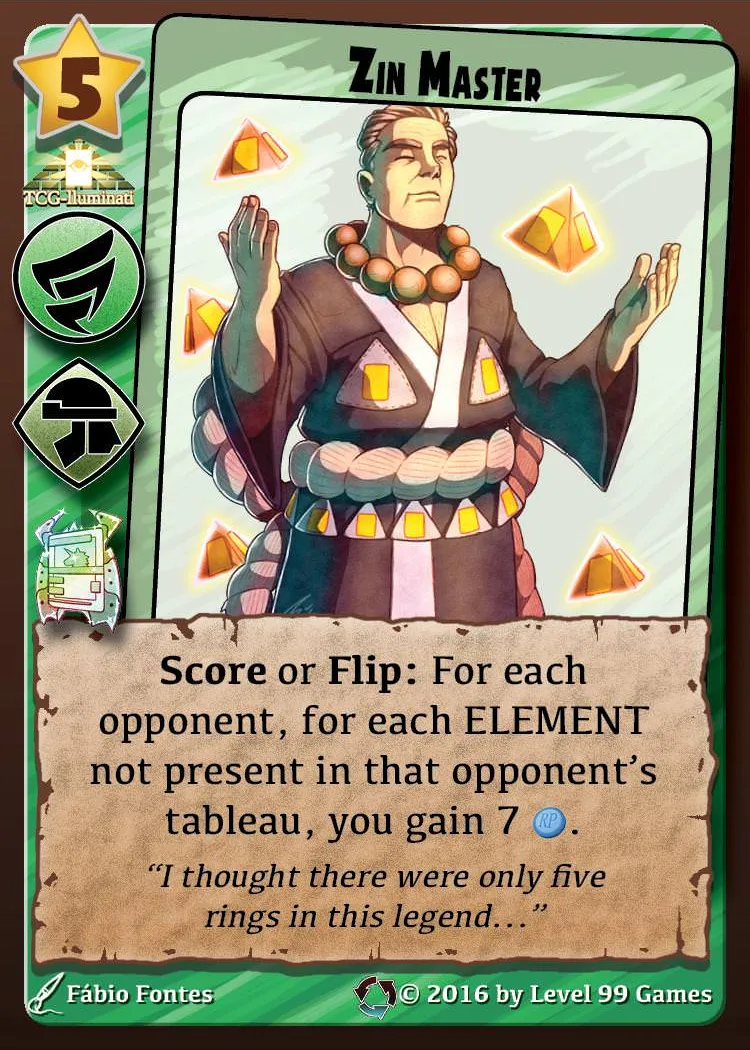 5
Zin Master
TCG-Iluminati
Score or Flip: For each
opponent, for each ELEMENT
not present in that opponent’s
tableau, you gain 7 RP.
“I thought there were only five
rings in this legend…”
Fábio Fontes
© 2016 by Level 99 Games